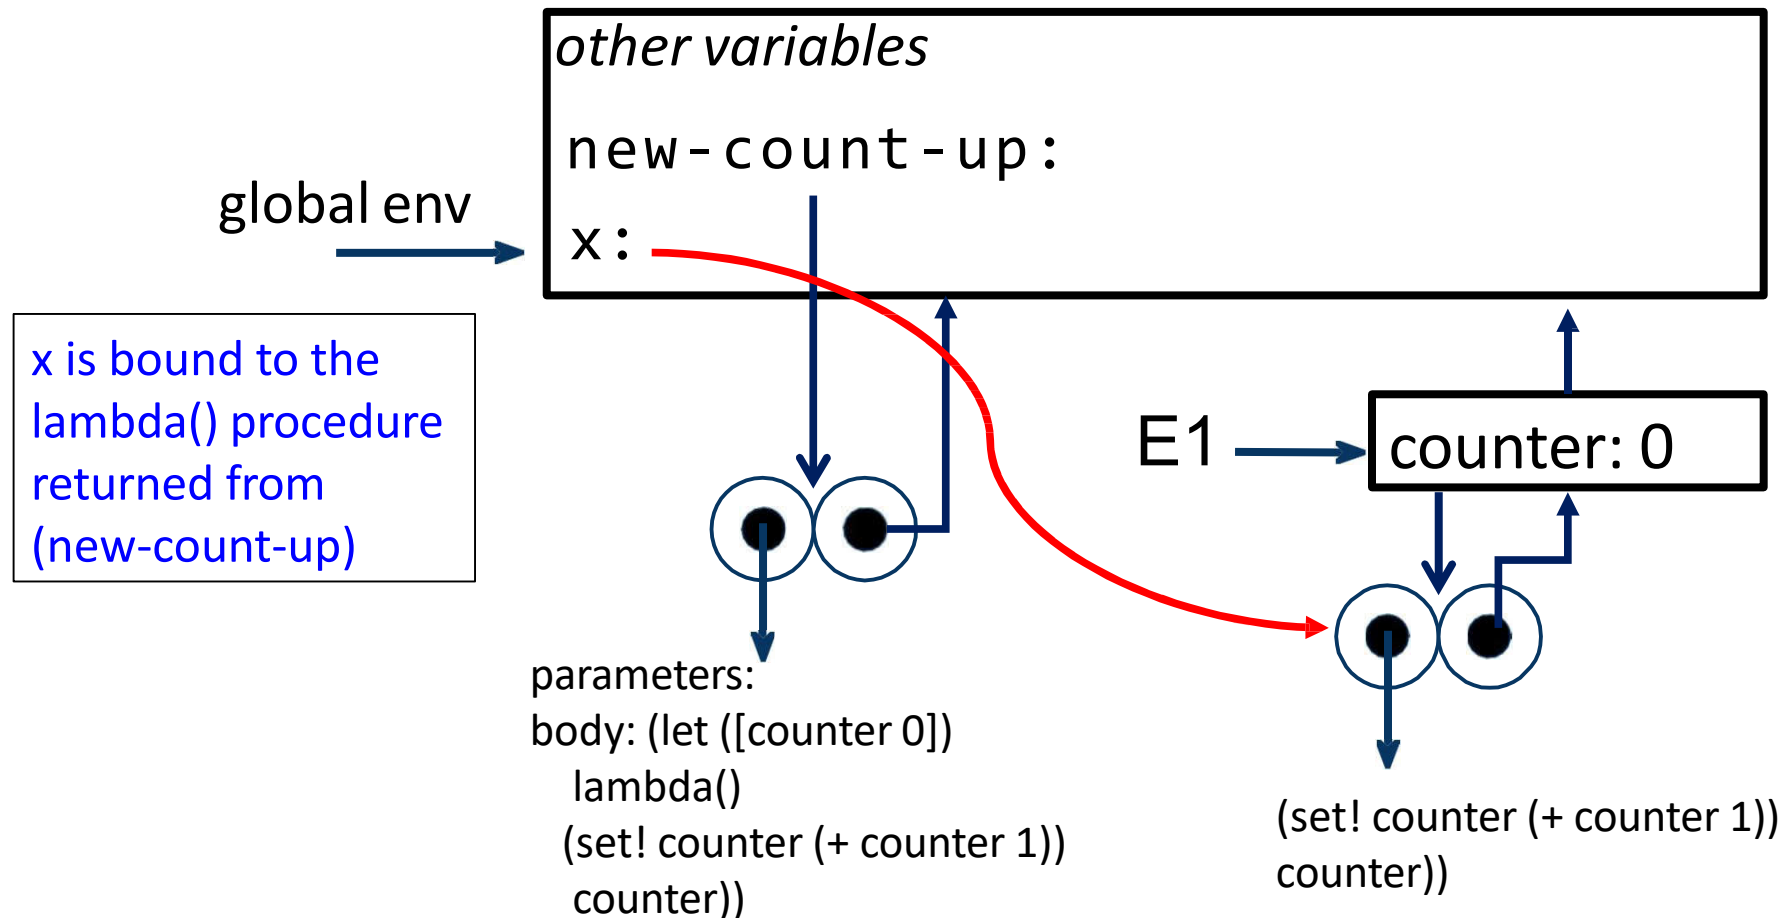 other variables
new-count-up:
global env
x:
x is bound to the
lambda() procedure
returned from
(new-count-up)
E1
counter: 0
parameters:
body: (let ([counter 0])
lambda()
(set! counter (+ counter 1))
counter))
(set! counter (+ counter 1))
counter))